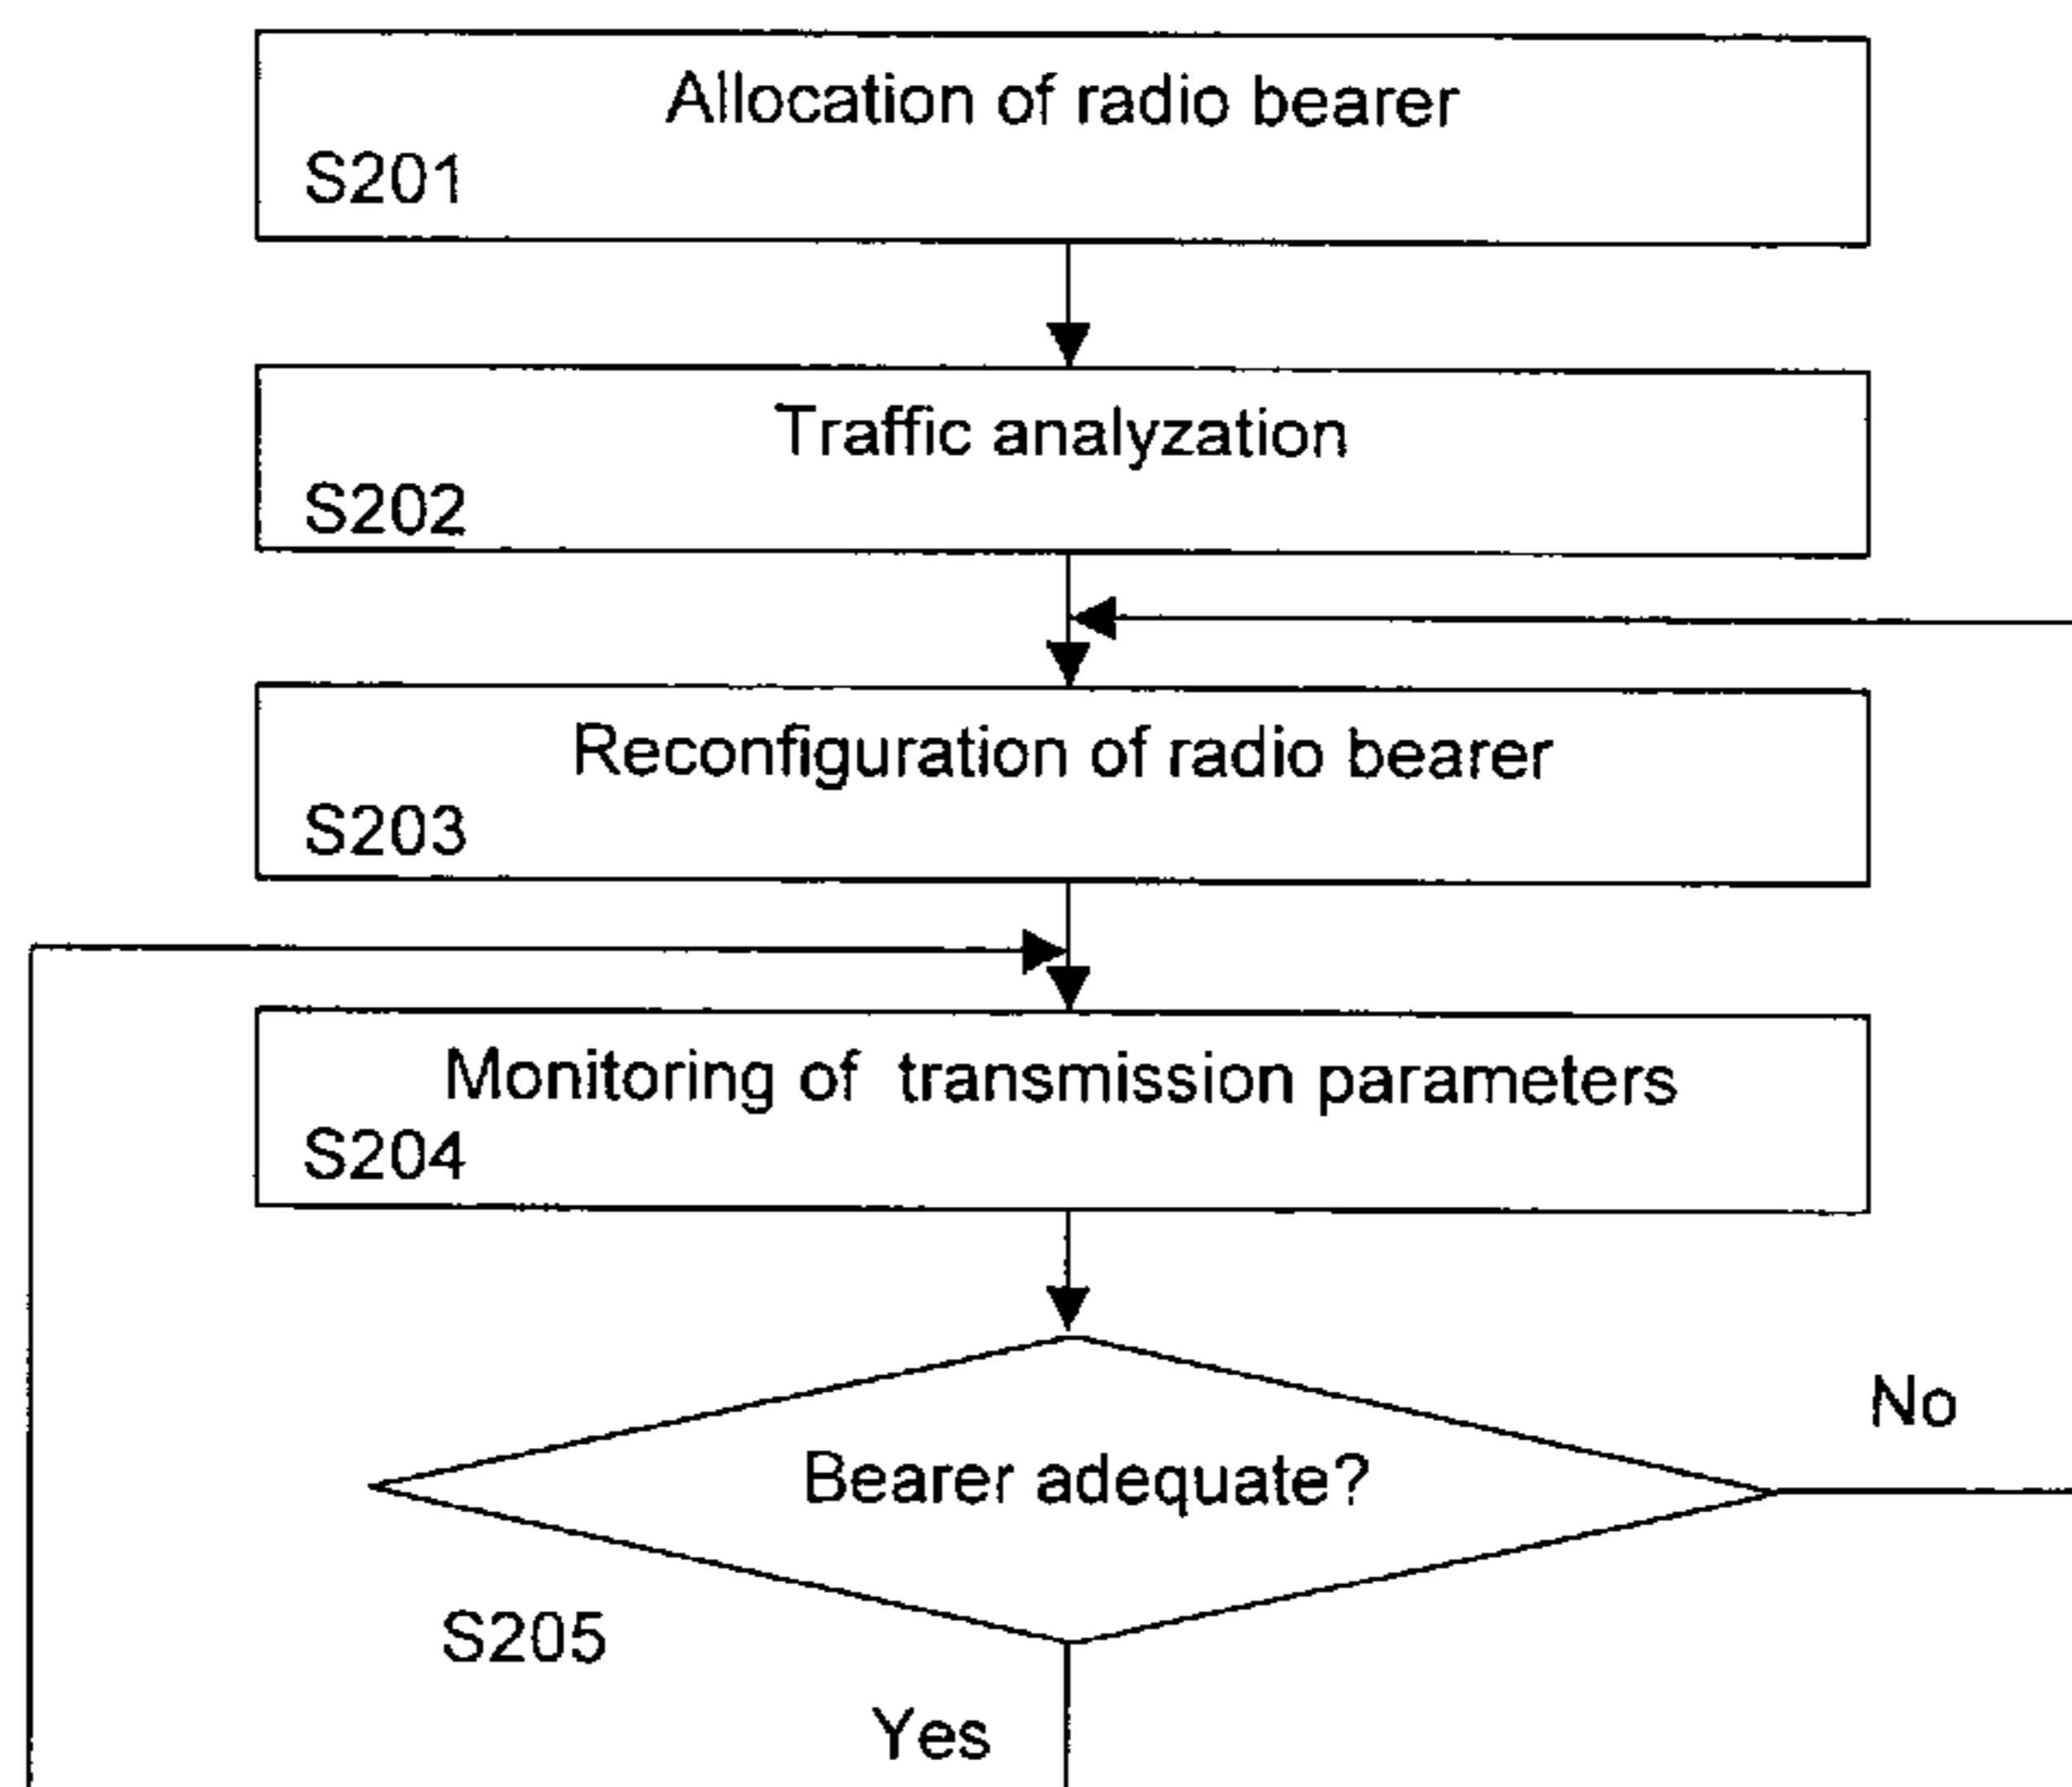 Allocation of radio bearer
S201
Traffic analyzation
S202
Reconfiguration of radio bearer
S203
Monitoring of transmission parameters
S204
No
Bearer adequate?
S205
Yes